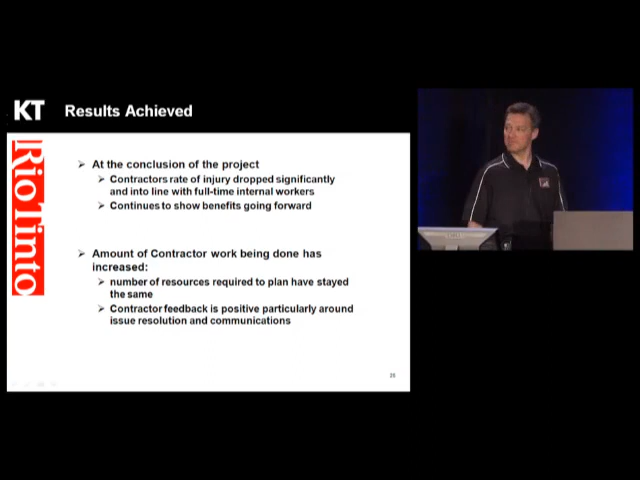 KT Results Achieved
RioTinto
At the conclusion of the project
Contractors rate of injury dropped significantly
and into line with full-time internal workers
Continues to show benefits going forward
Amount of Contractor work being done has
increased:
number of resources required to plan have stayed
the same
Contractor feedback is positive particularly around
issue resolution and communications